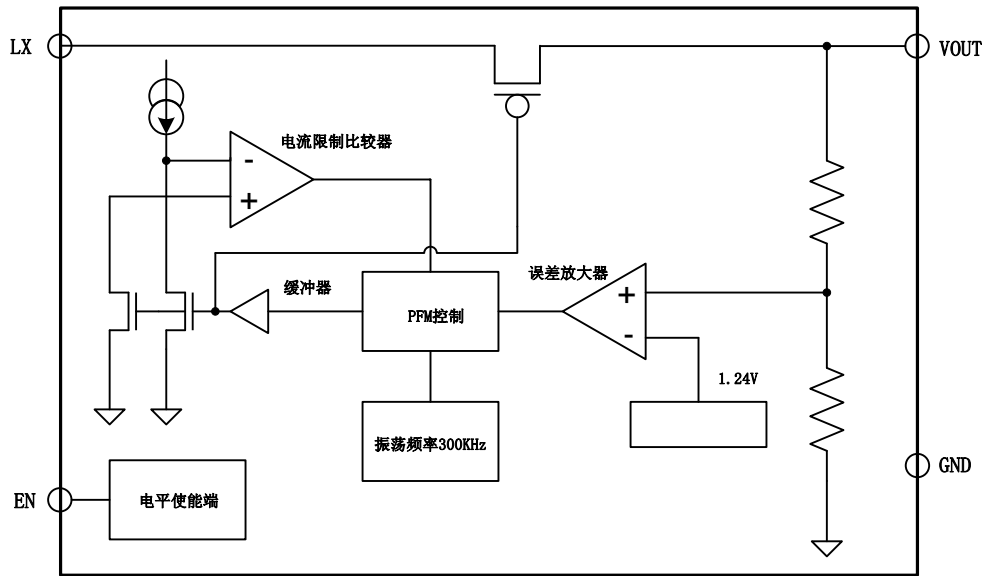 LX
VOUT
电流限制比较器
-
+
缓冲器
误差放大器
+
-
PFM控制
1.24V
振荡频率300KHz
GND
EN
电平使能端